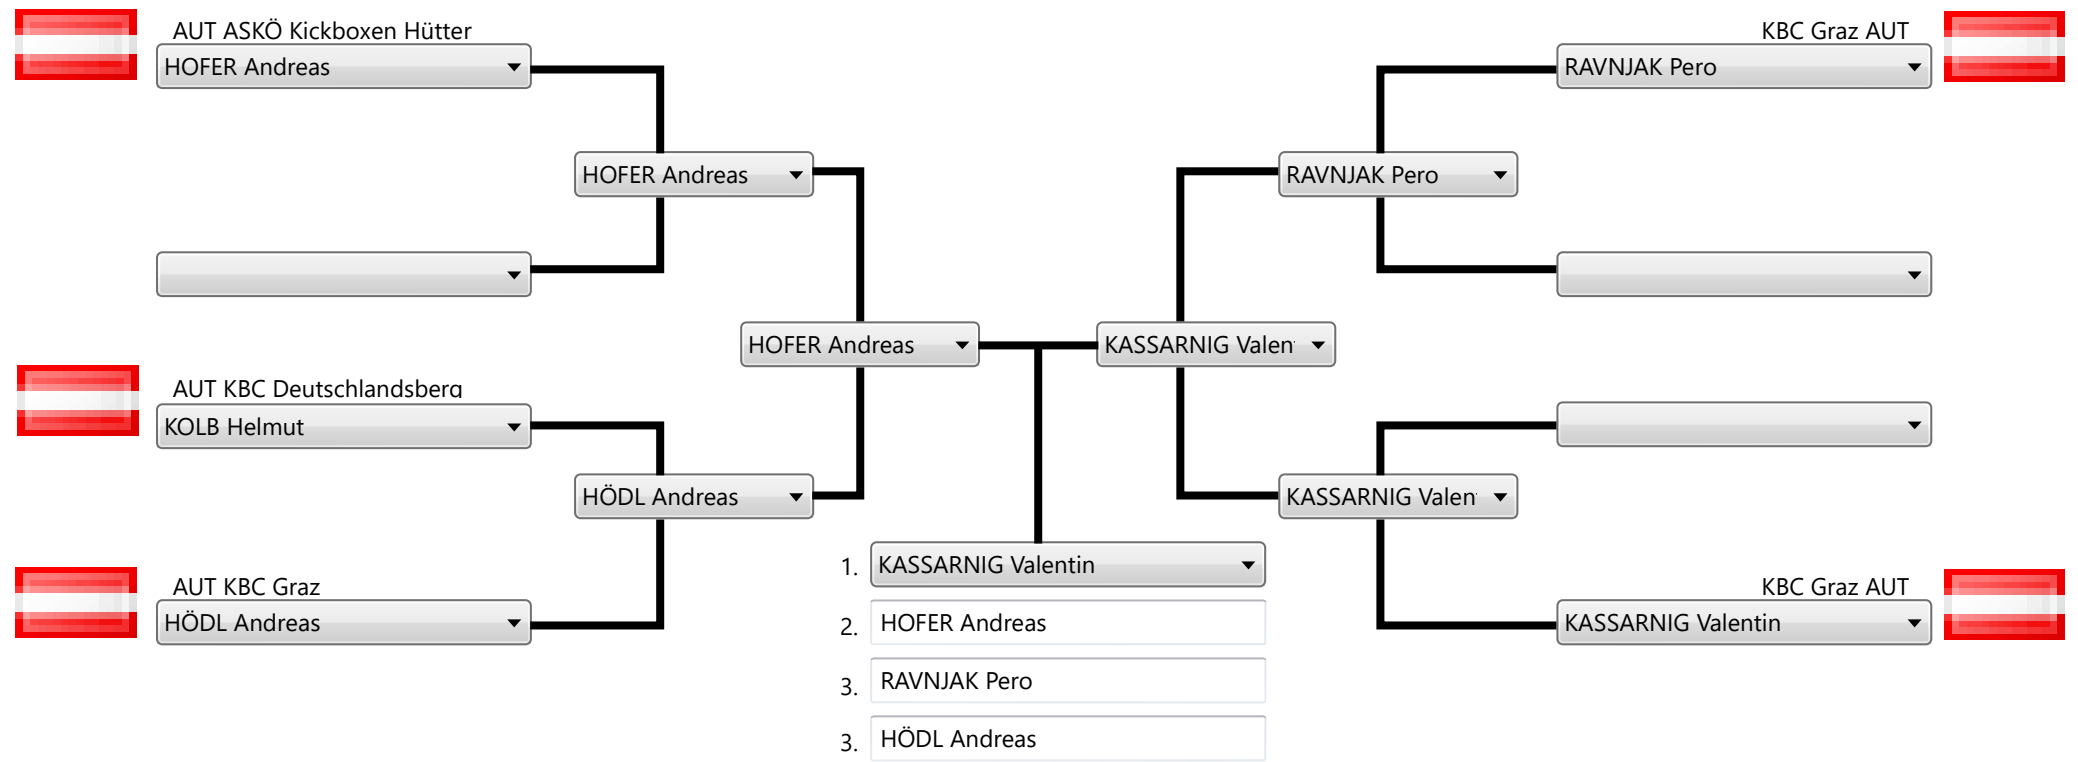 AUT ASKÖ Kickboxen Hütter
HOFER Andreas
KBC Graz AUT
RAVNJAK Pero
HOFER Andreas
RAVNJAK Pero
HOFER Andreas
KASSARNIG Valen
AUT KBC Deutschlandsberg
KOLB Helmut
HÖDL Andreas
KASSARNIG Valen
AUT KBC Graz
HÖDL Andreas
KBC Graz AUT
KASSARNIG Valentin
1. KASSARNIG Valentin
2. HOFER Andreas
3. RAVNJAK Pero
3. HÖDL Andreas